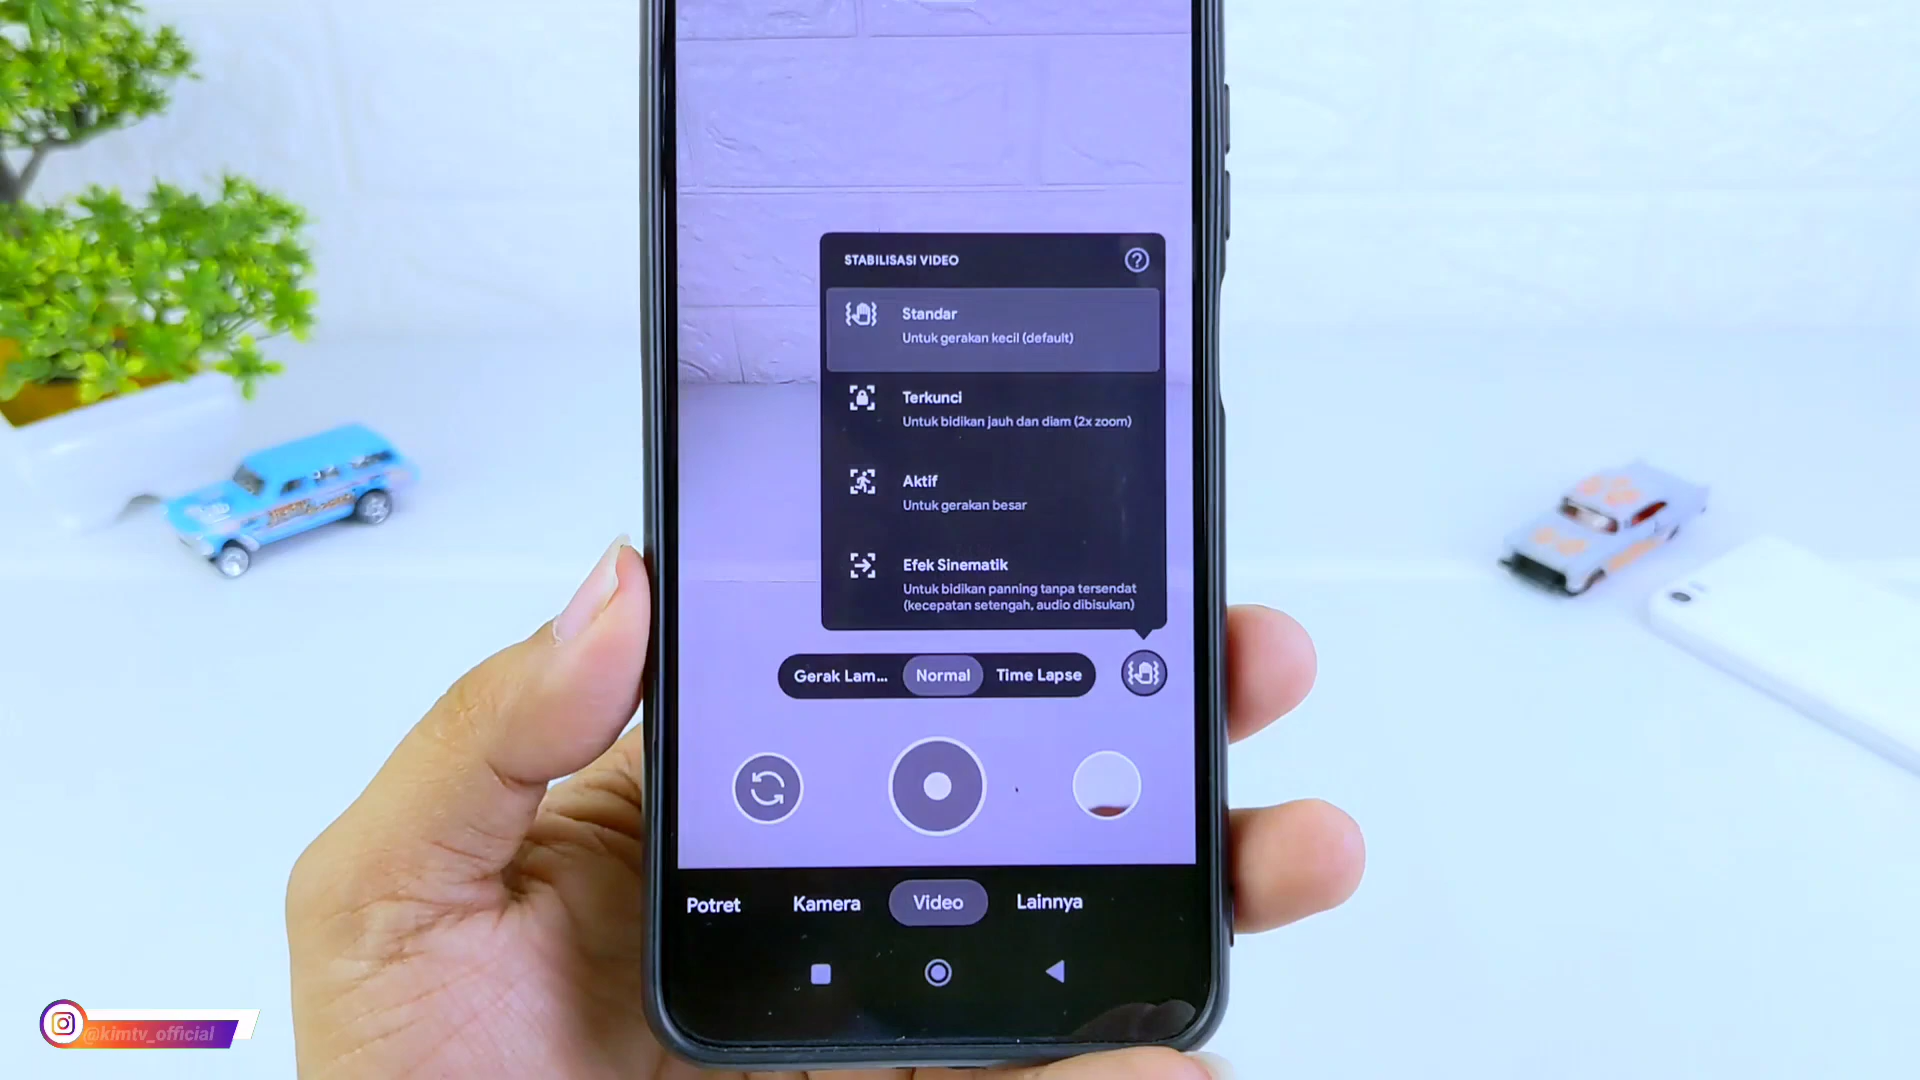 STABILISASI VIDEO
Standar
Untuk gerakan kecil (default)
Terkunci
Untuk bidikan jauh dan diam (2x zoom)
Aktif
Untuk gerakan besar
Efek Sinematik
Untuk bidikan panning tanpa tersendat
(kecepatan setengah, audio dibisukan)
Gerak Lam... Normal Time Lapse
Potret Kamera Video Lainnya
@kimtv_official